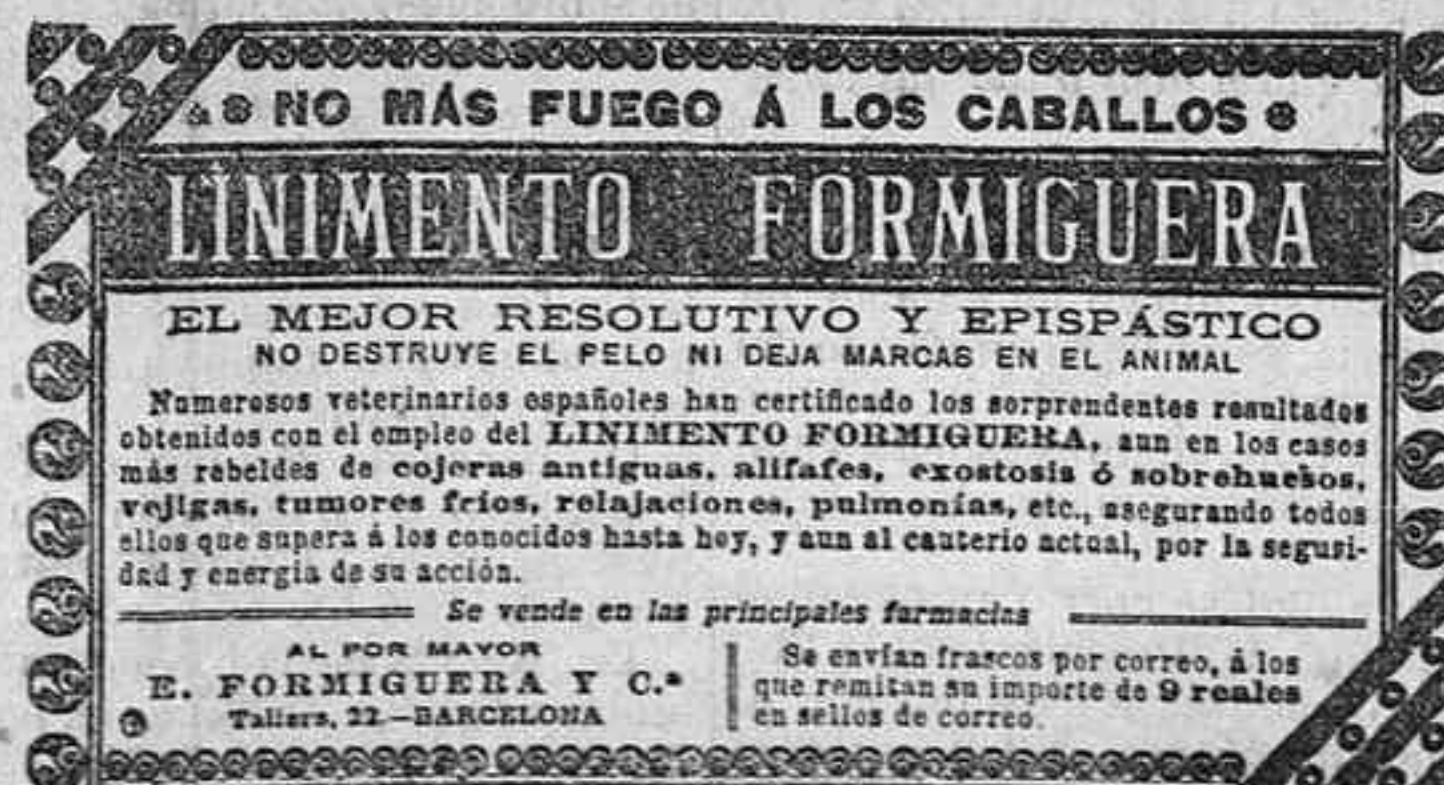 NO MÁS FUEGO Á LOS CABALLOS
LINIMENTO FORMIGUERA
EL MEJOR RESOLUTIVO Y EPISPÁSTICO
NO DESTRUYE EL PELO NI DEJA MARCAS EN EL ANIMAL
Numerosos veterinarios españoles han certificado los sorprendentes resultados
obtenidos con el empleo del LINIMENTO FORMIGUERA, aun en los casos
más rebeldes de cojeras antiguas, alifafes, exostosis ó sobrehuesos,
vejigas, tumores fríos, relajaciones, pulmonías, etc., asegurando todos
ellos que supera á los conocidos hasta hoy, y aun al cauterio actual, por la seguri-
dad y energia de su acción.
Se vende en las principales farmacias
AL POR MAYOR
E. FORMIGUERA Y C.ª
Tallers, 22.—BARCELONA
Se envían frascos por correo, á los
que remitan su importe de 9 reales
en sellos de correo.